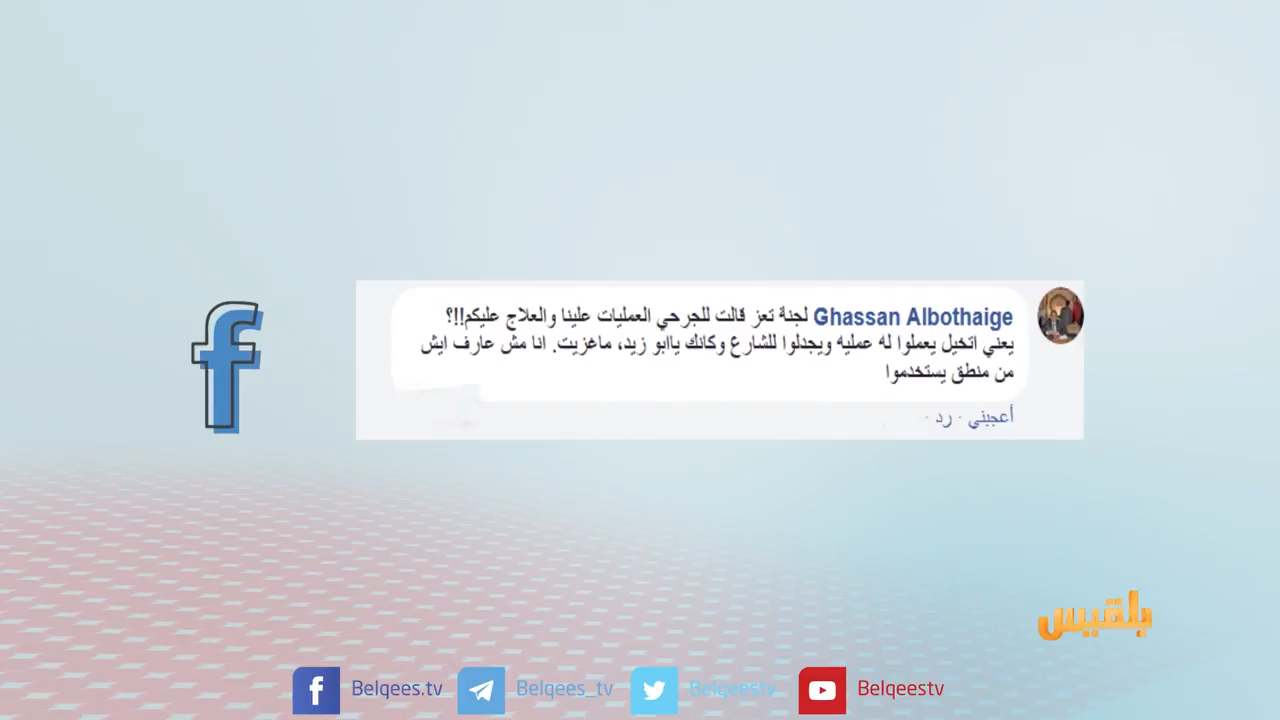 Ghassan Albothaige لجنة تعز قالت للجرحي العمليات علينا والعلاج عليكم!!؟
يعني اتخيل يعملوا له عمليه ويجدلوا للشارع وكانك ياابو زيد، ماغزيت. انا مش عارف ايش
من منطق يستخدموا
أعجبني · رد ·
بلقيس
Belqees.tv
Belqees_tv
Belqeestv
Belqeestv